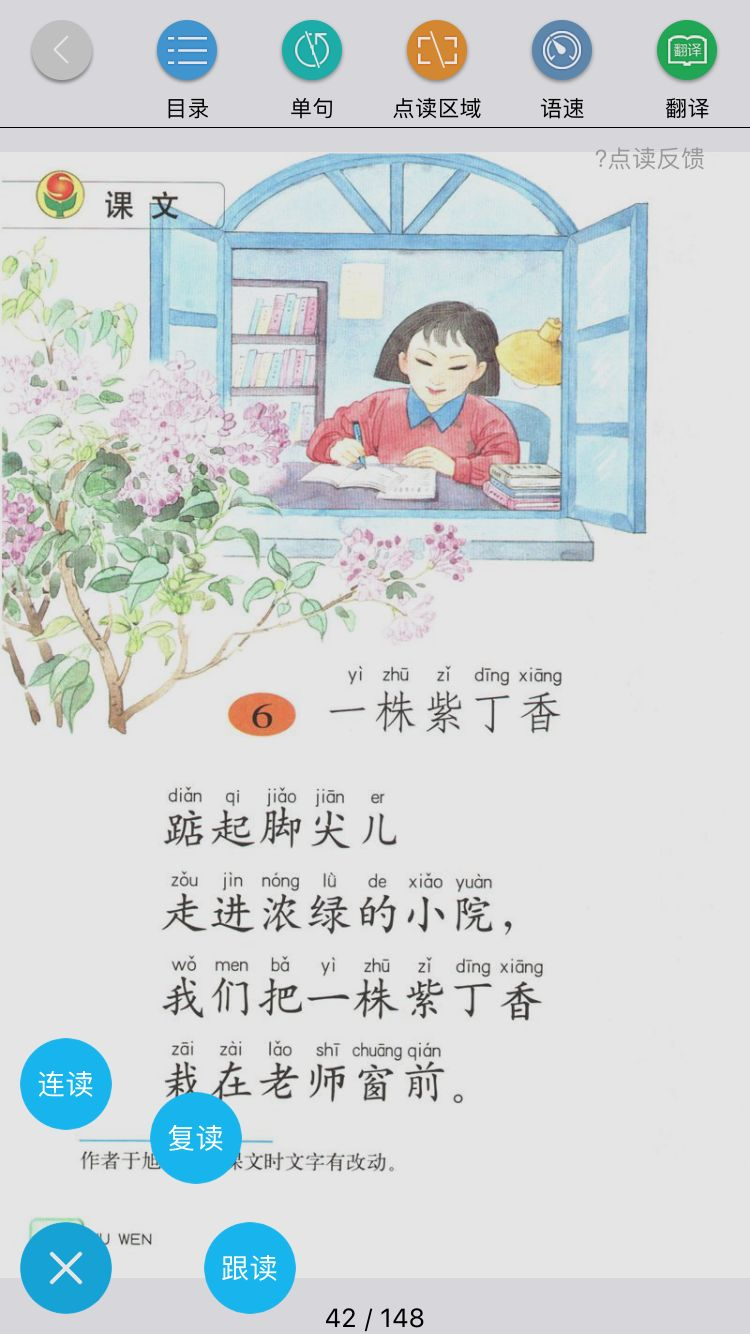 目录
单句
点读区域
语速
翻译
翻译
?点读反馈
课文
yì zhū zǐ dīng xiāng
6 一株紫丁香
diǎn qi jiǎo jiān er
踮起脚尖儿
zǒu jìn nóng lǜ de xiǎo yuàn
走进浓绿的小院，
wǒ men bǎ yì zhū zǐ dīng xiāng
我们把一株紫丁香
zāi zài lǎo shī chuāng qián
栽在老师窗前。
连读
复读
作者于旭 课文时文字有改动。
U WEN
跟读
42 / 148